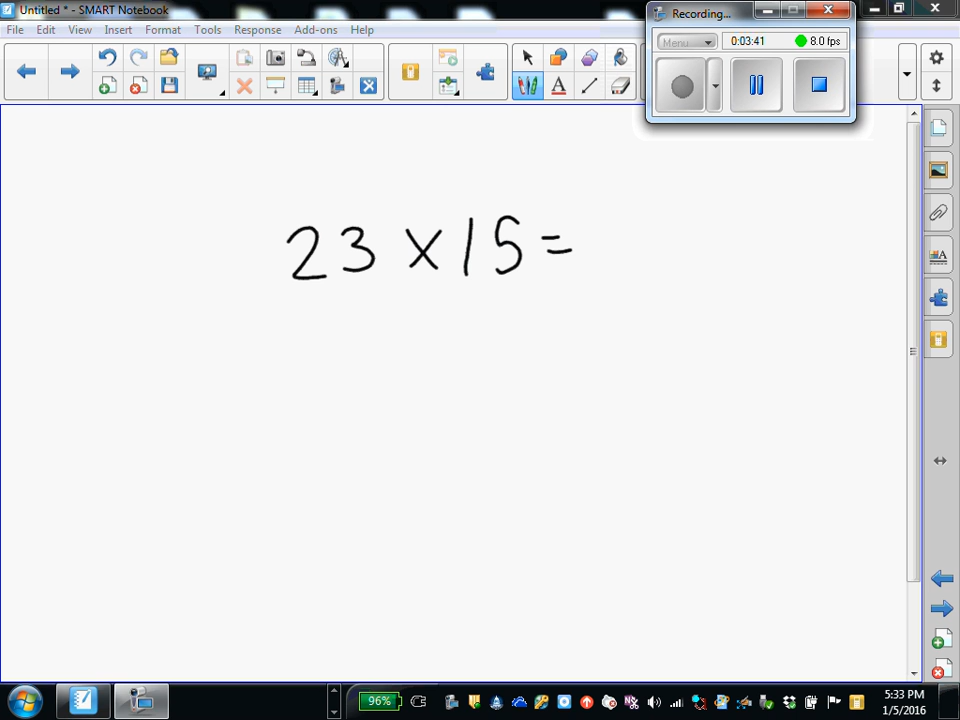 Untitled * - SMART Notebook
Recording...
File Edit View Insert Format Tools Response Add-ons Help
Menu 0:03:41 8.0 fps
23 x 15 =
96%
5:33 PM
1/5/2016